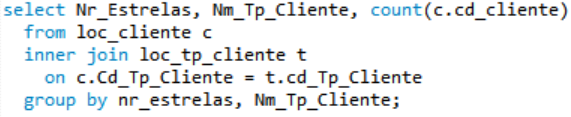 select Nr_Estrelas, Nm_Tp_Cliente, count(c.cd_cliente)
from loc_cliente c
inner join loc_tp_cliente t
on c.Cd_Tp_Cliente = t.cd_Tp_Cliente
group by nr_estrelas, Nm_Tp_Cliente;